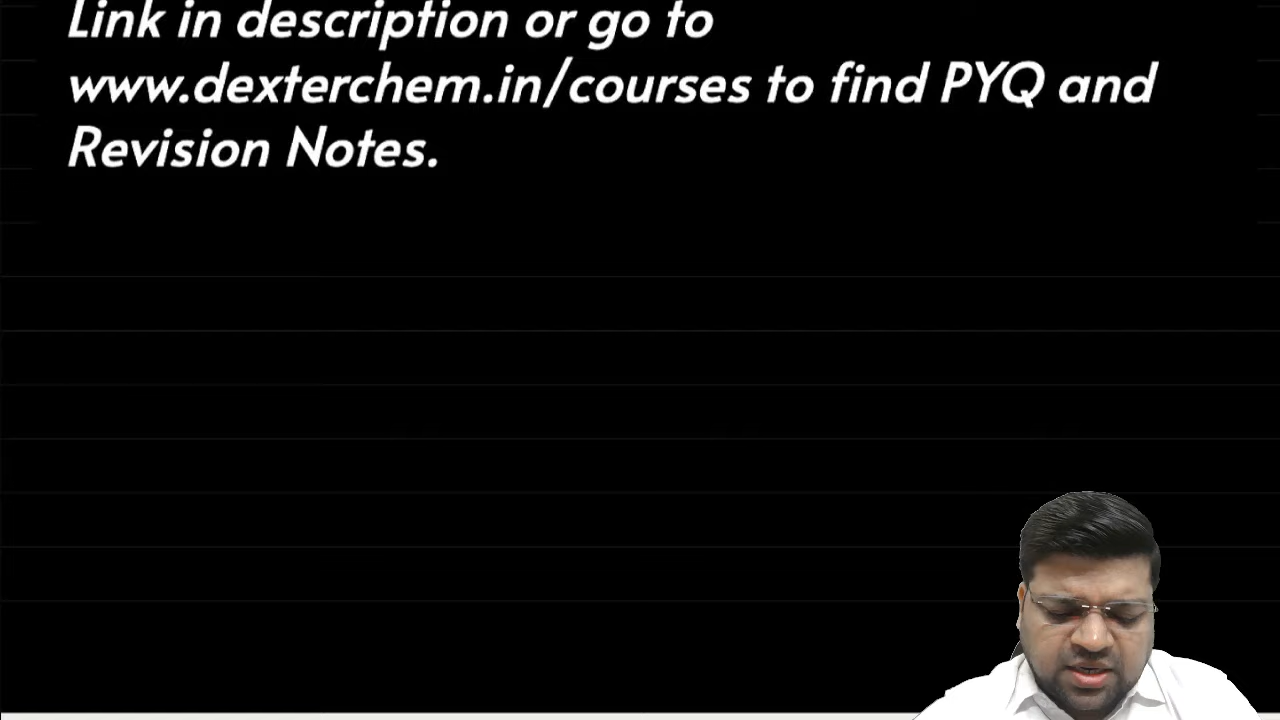 Link in description or go to
www.dexterchem.in/courses to find PYQ and
Revision Notes.